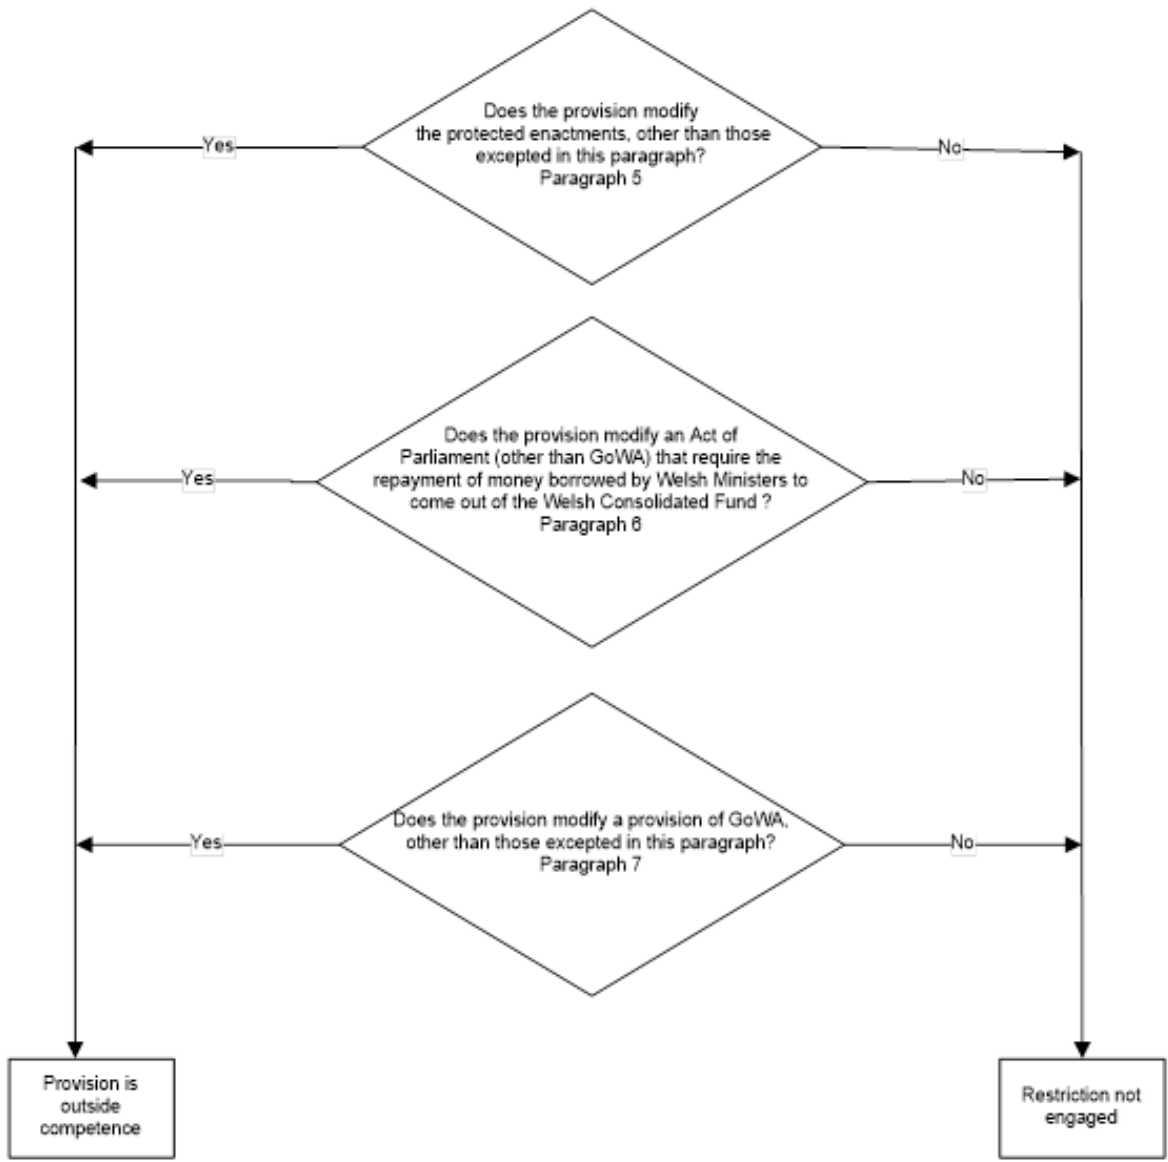 Does the provision modify
the protected enactments, other than those
excepted in this paragraph?
Paragraph 5
Yes
No
Does the provision modify an Act of
Parliament (other than GoWA) that require the
repayment of money borrowed by Welsh Ministers to
come out of the Welsh Consolidated Fund ?
Paragraph 6
Yes
No
Does the provision modify a provision of GoWA,
other than those excepted in this paragraph?
Paragraph 7
Yes
No
Provision is
outside
competence
Restriction not
engaged